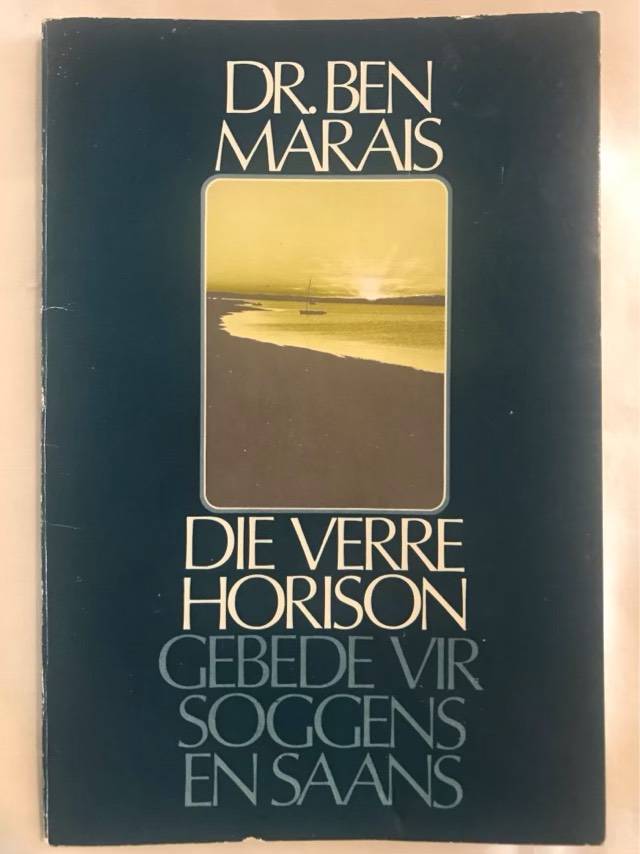 DR. BEN
MARAIS
DIE VERRE
HORISON
GEBEDE VIR
SOGGENS
EN SAANS